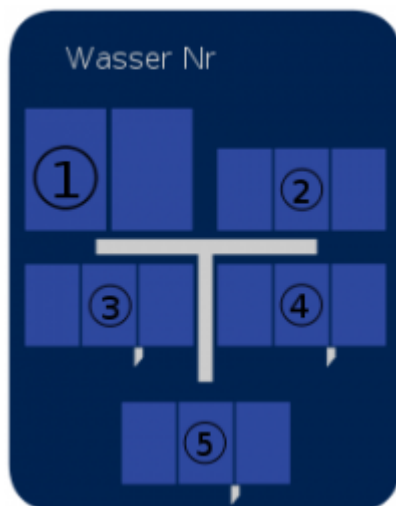 Wasser Nr
① ②
③ ④
⑤